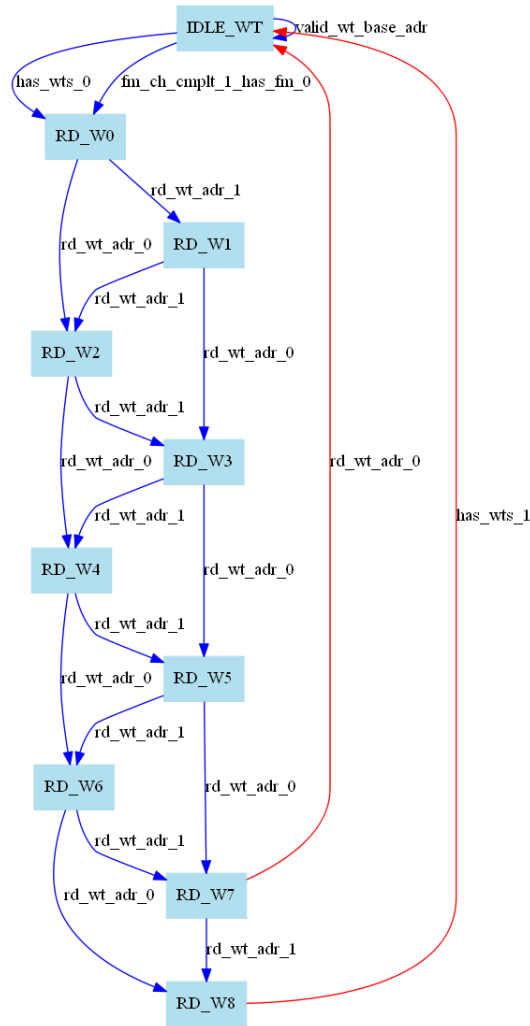 IDLE_WT
valid_wt_base_adr
has_wts_0
fm_ch_cmplt_1_has_fm_0
RD_W0
rd_wt_adr_1
rd_wt_adr_0
RD_W1
rd_wt_adr_1
RD_W2
rd_wt_adr_0
rd_wt_adr_1
RD_W3
rd_wt_adr_0
rd_wt_adr_0
rd_wt_adr_1
has_wts_1
RD_W4
rd_wt_adr_0
rd_wt_adr_1
RD_W5
rd_wt_adr_0
rd_wt_adr_1
RD_W6
rd_wt_adr_0
rd_wt_adr_1
RD_W7
rd_wt_adr_0
rd_wt_adr_1
RD_W8